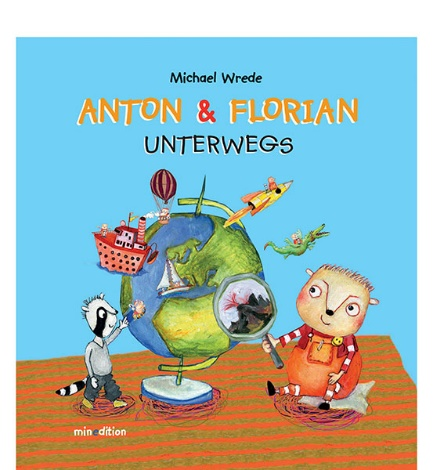 Michael Wrede
ANTON & FLORIAN
UNTERWEGS
minedition